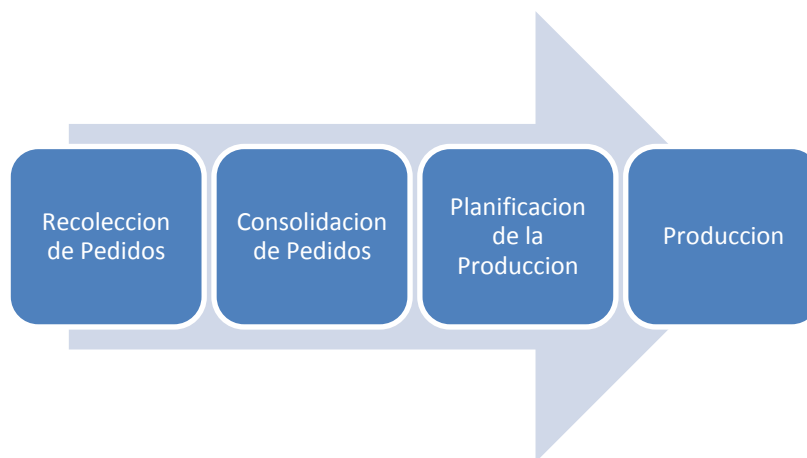 Recoleccion
de Pedidos
Consolidacion
de Pedidos
Planificacion
de la
Produccion
Produccion